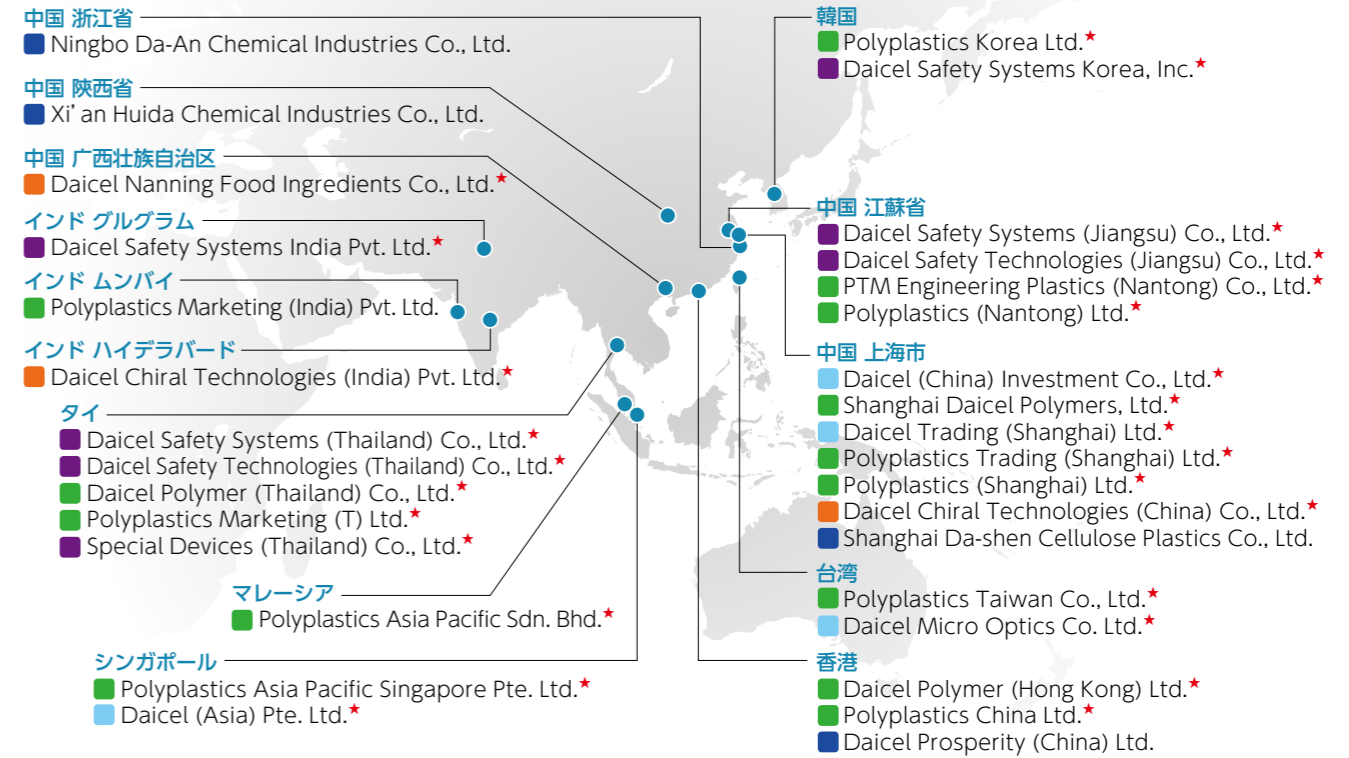 中国 浙江省
Ningbo Da-An Chemical Industries Co., Ltd.
中国 陝西省
Xi’an Huida Chemical Industries Co., Ltd.
中国 广西壮族自治区
Daicel Nanning Food Ingredients Co., Ltd.★
インド グルグラム
Daicel Safety Systems India Pvt. Ltd.★
インド ムンバイ
Polyplastics Marketing (India) Pvt. Ltd.
インド ハイデラバード
Daicel Chiral Technologies (India) Pvt. Ltd.★
タイ
Daicel Safety Systems (Thailand) Co., Ltd.★
Daicel Safety Technologies (Thailand) Co., Ltd.★
Daicel Polymer (Thailand) Co., Ltd.★
Polyplastics Marketing (T) Ltd.★
Special Devices (Thailand) Co., Ltd.★
マレーシア
Polyplastics Asia Pacific Sdn. Bhd.★
シンガポール
Polyplastics Asia Pacific Singapore Pte. Ltd.★
Daicel (Asia) Pte. Ltd.★
韓国
Polyplastics Korea Ltd.★
Daicel Safety Systems Korea, Inc.★
中国 江蘇省
Daicel Safety Systems (Jiangsu) Co., Ltd.★
Daicel Safety Technologies (Jiangsu) Co., Ltd.★
PTM Engineering Plastics (Nantong) Co., Ltd.★
Polyplastics (Nantong) Ltd.★
中国 上海市
Daicel (China) Investment Co., Ltd.★
Shanghai Daicel Polymers, Ltd.★
Daicel Trading (Shanghai) Ltd.★
Polyplastics Trading (Shanghai) Ltd.★
Polyplastics (Shanghai) Ltd.★
Daicel Chiral Technologies (China) Co., Ltd.★
Shanghai Da-shen Cellulose Plastics Co., Ltd.
台湾
Polyplastics Taiwan Co., Ltd.★
Daicel Micro Optics Co. Ltd.★
香港
Daicel Polymer (Hong Kong) Ltd.★
Polyplastics China Ltd.★
Daicel Prosperity (China) Ltd.